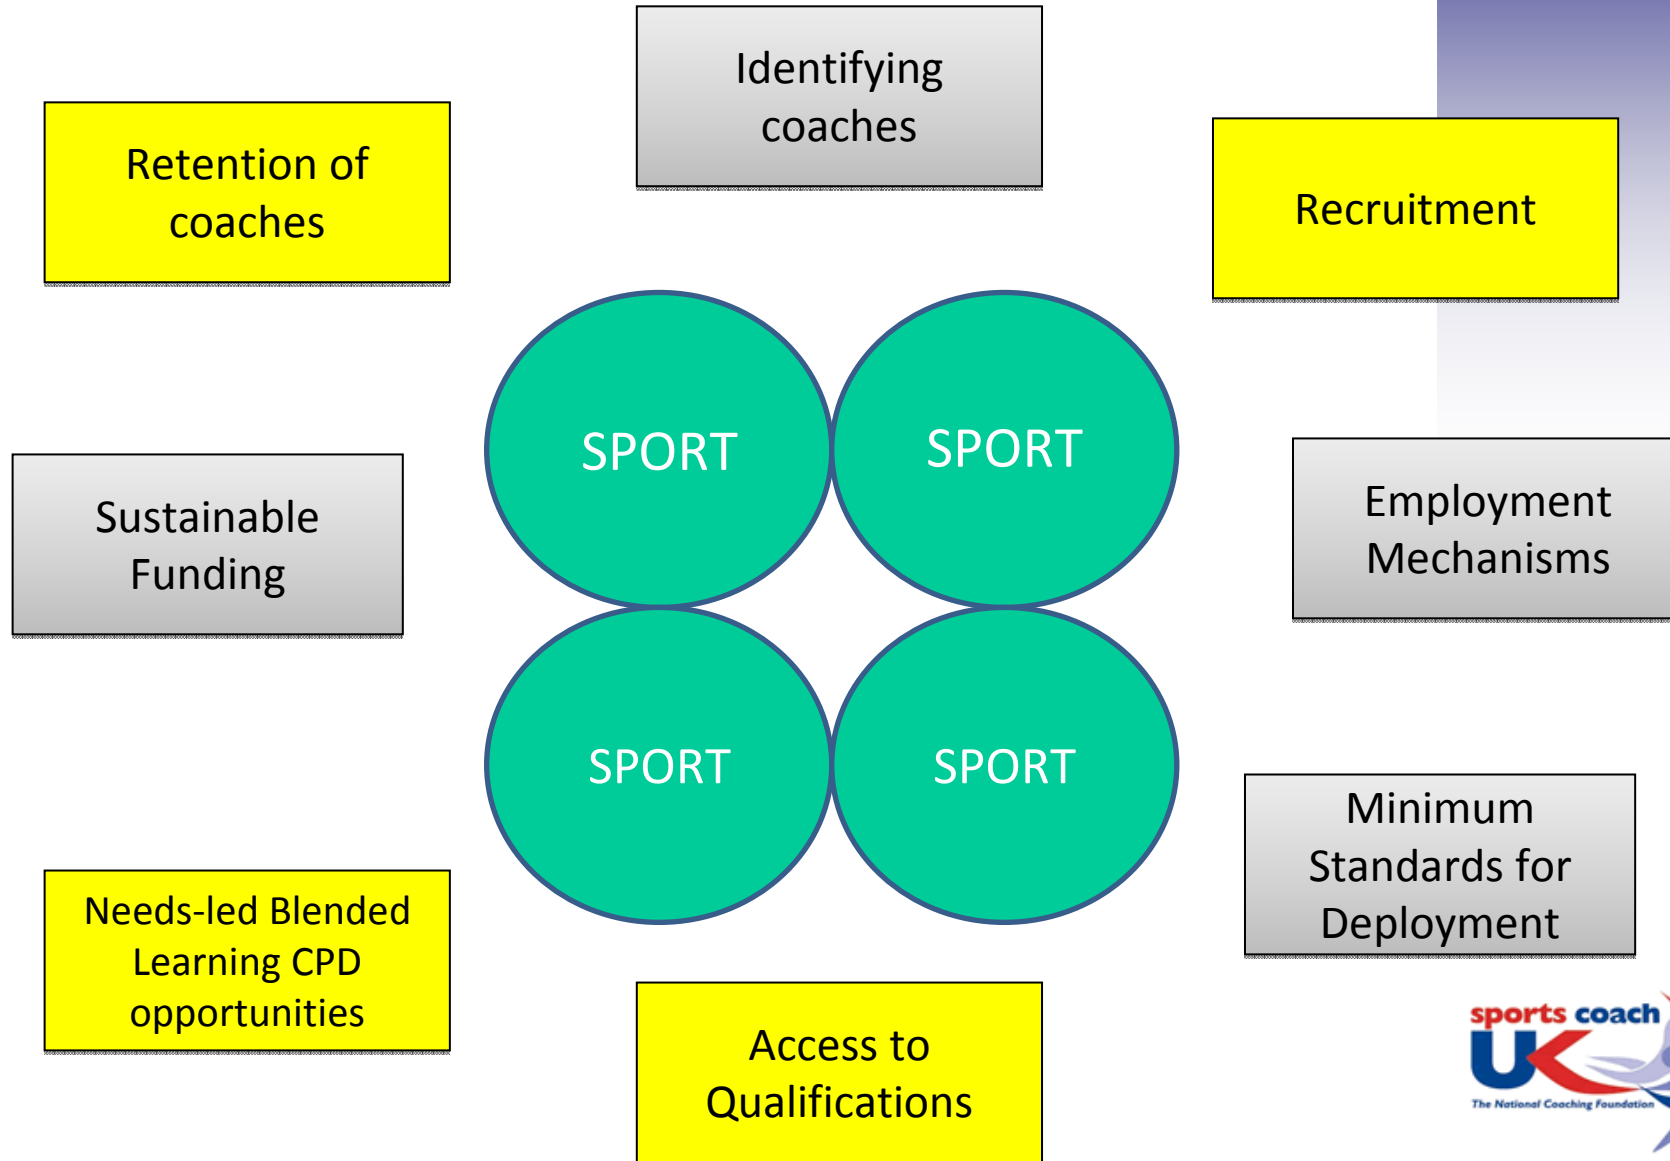 Identifying
coaches
Retention of
coaches
Recruitment
SPORT
SPORT
Sustainable
Funding
Employment
Mechanisms
SPORT
SPORT
Minimum
Standards for
Deployment
Needs-led Blended
Learning CPD
opportunities
Access to
Qualifications
sports coach
UK
The National Coaching Foundation